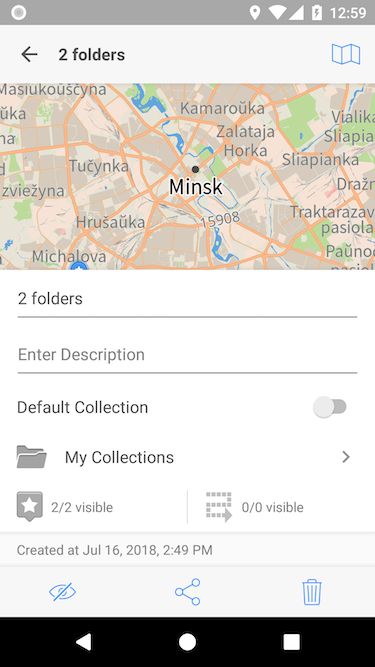 12:59
2 folders
Masiukoŭščyna
Kamaroŭka
Vialika
Zalataja
Horka
Sliapia
Sliapianka
Tučynka
zviežyna
Dražn
Minsk
Hrušaŭka
15908
Traktarazav
pasiola
Michalova
Paŭno
pasiolak
2 folders
Enter Description
Default Collection
My Collections
2/2 visible
0/0 visible
Created at Jul 16, 2018, 2:49 PM